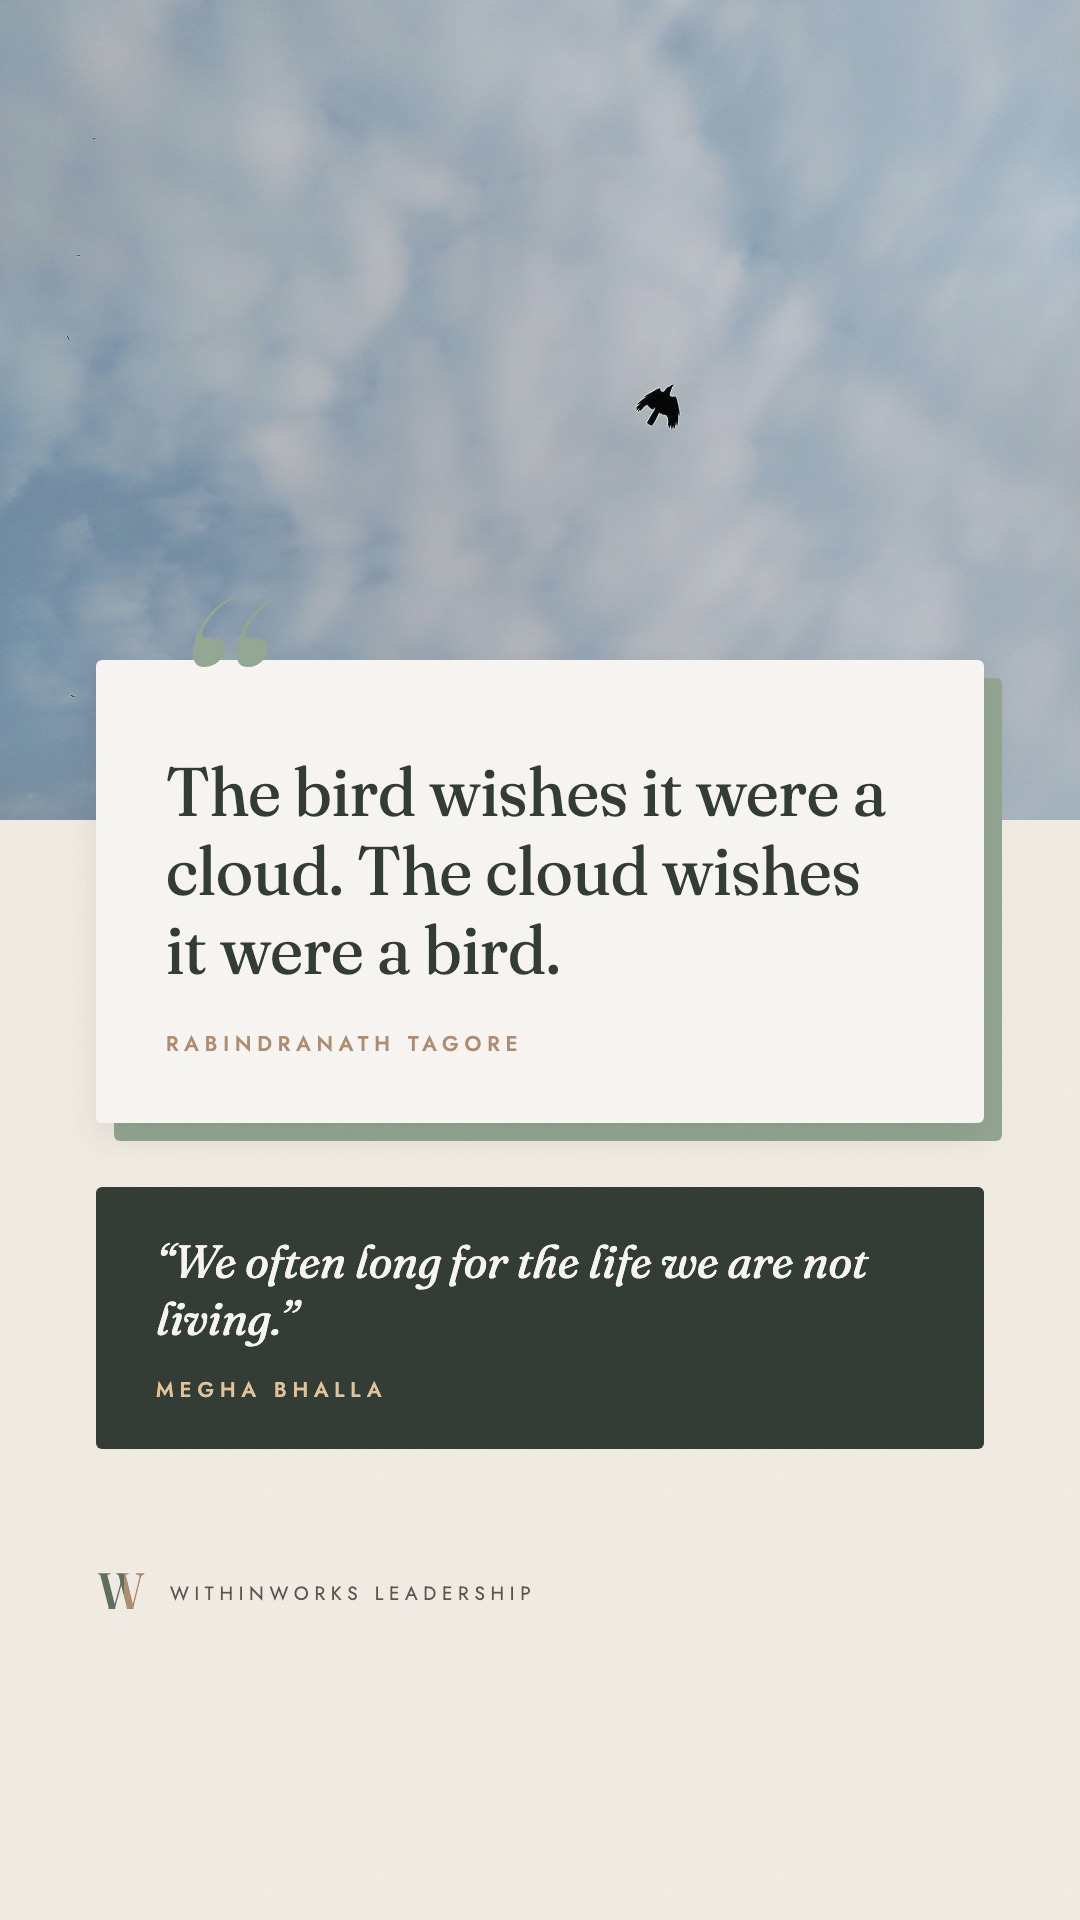 “
The bird wishes it were a
cloud. The cloud wishes
it were a bird.
RABINDRANATH TAGORE
“We often long for the life we are not
living.”
MEGHA BHALLA
W WITHINWORKS LEADERSHIP